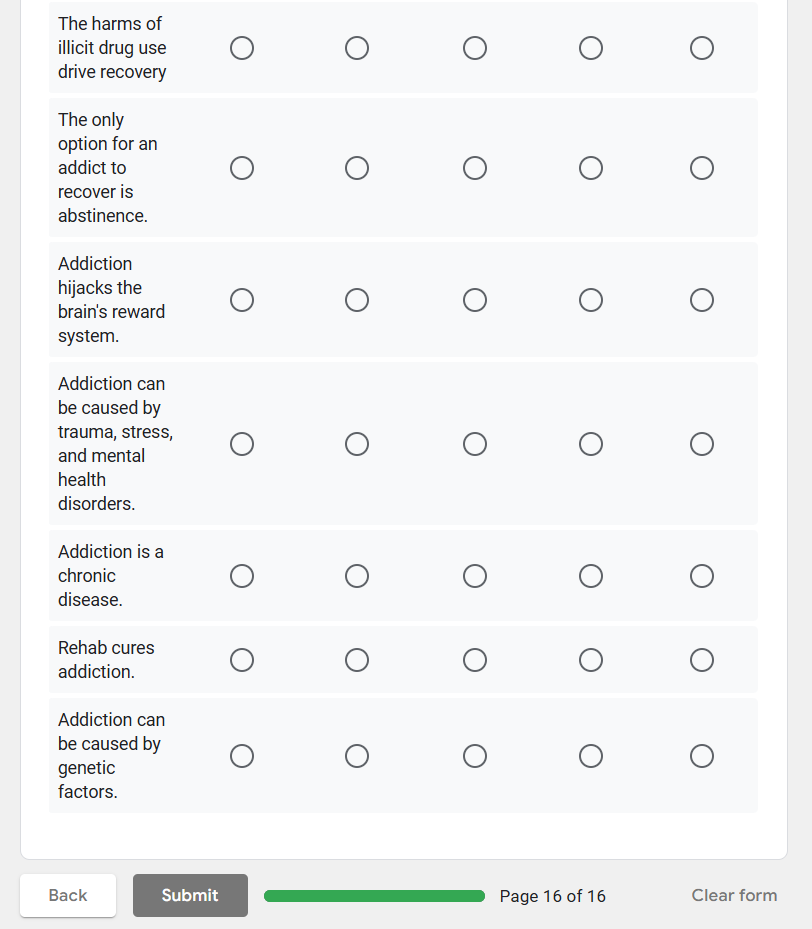 The harms of
illicit drug use
drive recovery
The only
option for an
addict to
recover is
abstinence.
Addiction
hijacks the
brain's reward
system.
Addiction can
be caused by
trauma, stress,
and mental
health
disorders.
Addiction is a
chronic
disease.
Rehab cures
addiction.
Addiction can
be caused by
genetic
factors.
Back
Submit
Page 16 of 16
Clear form